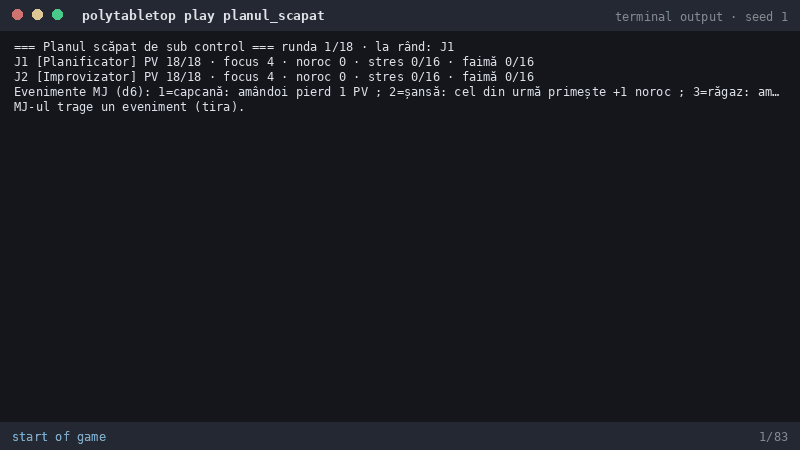 polytabletop play planul_scapat
terminal output · seed 1
=== Planul scăpat de sub control === runda 1/18 · la rând: J1
J1 [Planificator] PV 18/18 · focus 4 · noroc 0 · stres 0/16 · faimă 0/16
J2 [Improvizator] PV 18/18 · focus 4 · noroc 0 · stres 0/16 · faimă 0/16
Evenimente MJ (d6): 1=capcană: amândoi pierd 1 PV ; 2=șansă: cel din urmă primește +1 noroc ; 3=răgaz: am…
MJ-ul trage un eveniment (tira).
start of game
1/83